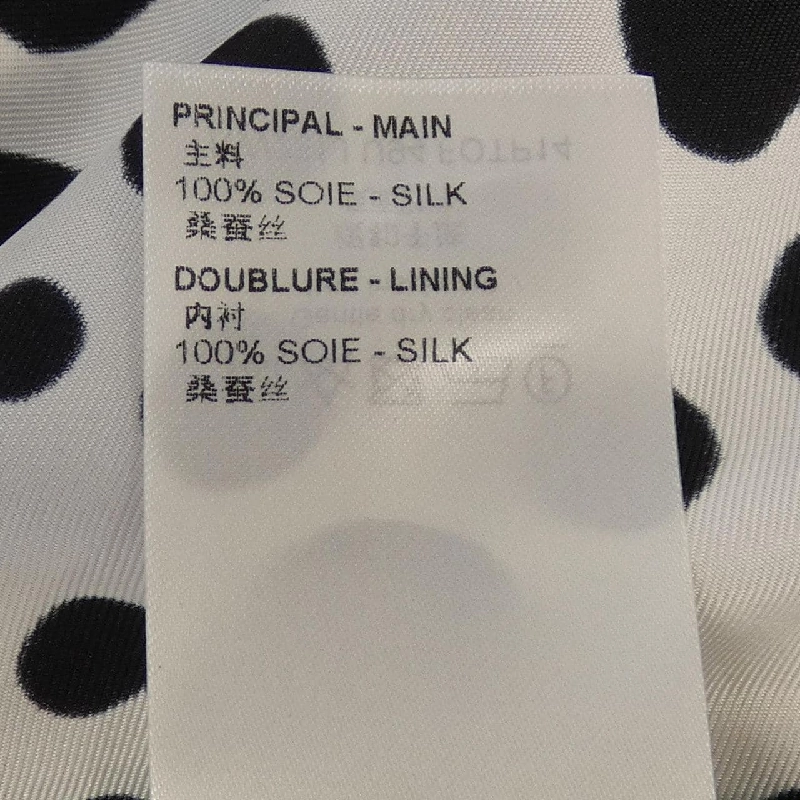 PRINCIPAL - MAIN
主料
100% SOIE - SILK
桑蚕丝
DOUBLURE - LINING
内衬
100% SOIE - SILK
桑蚕丝